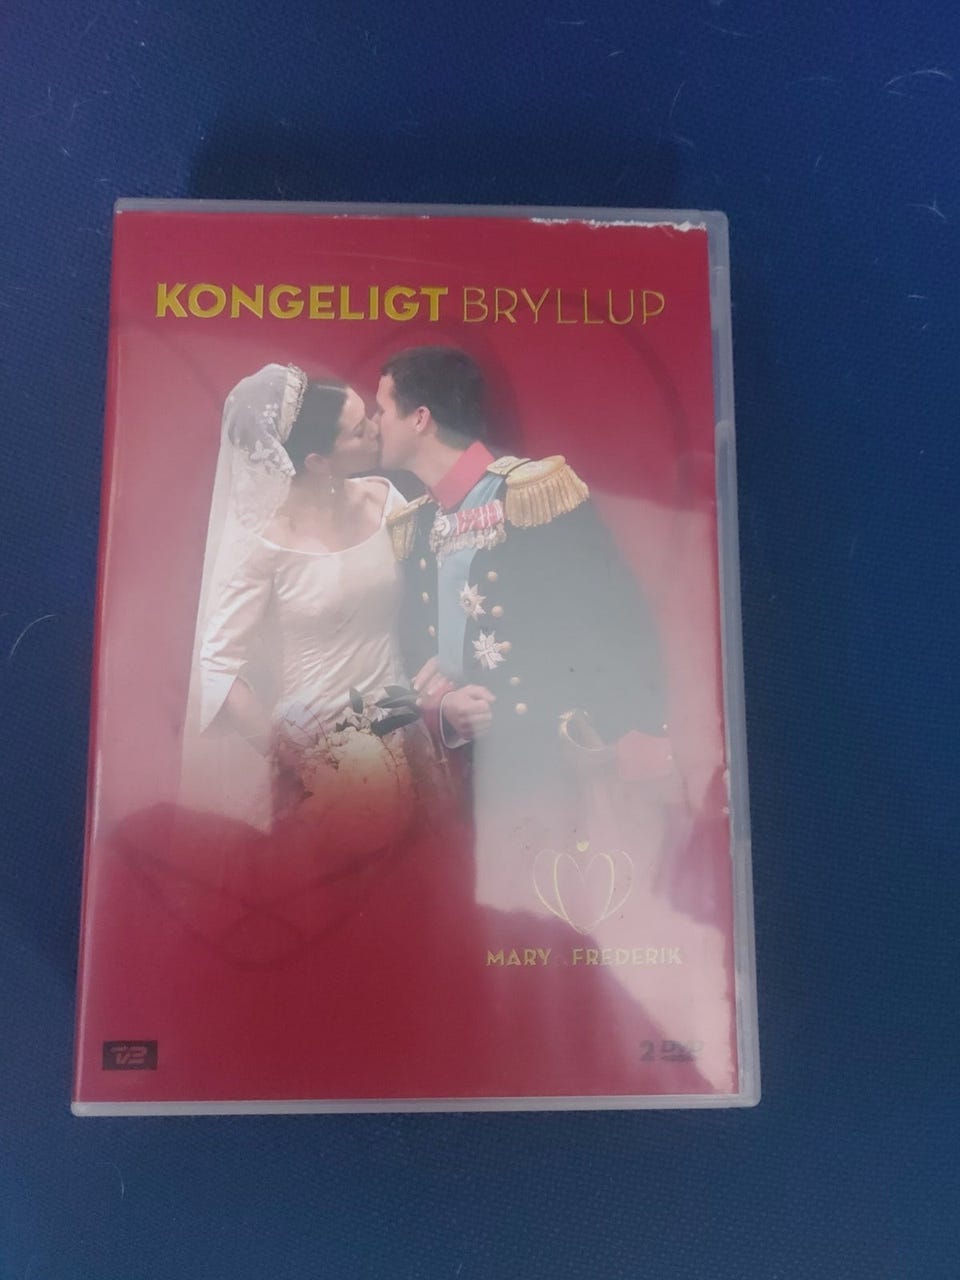 KONGELIGT BRYLLUP
MARY & FREDERIK
TV2
2 DVD